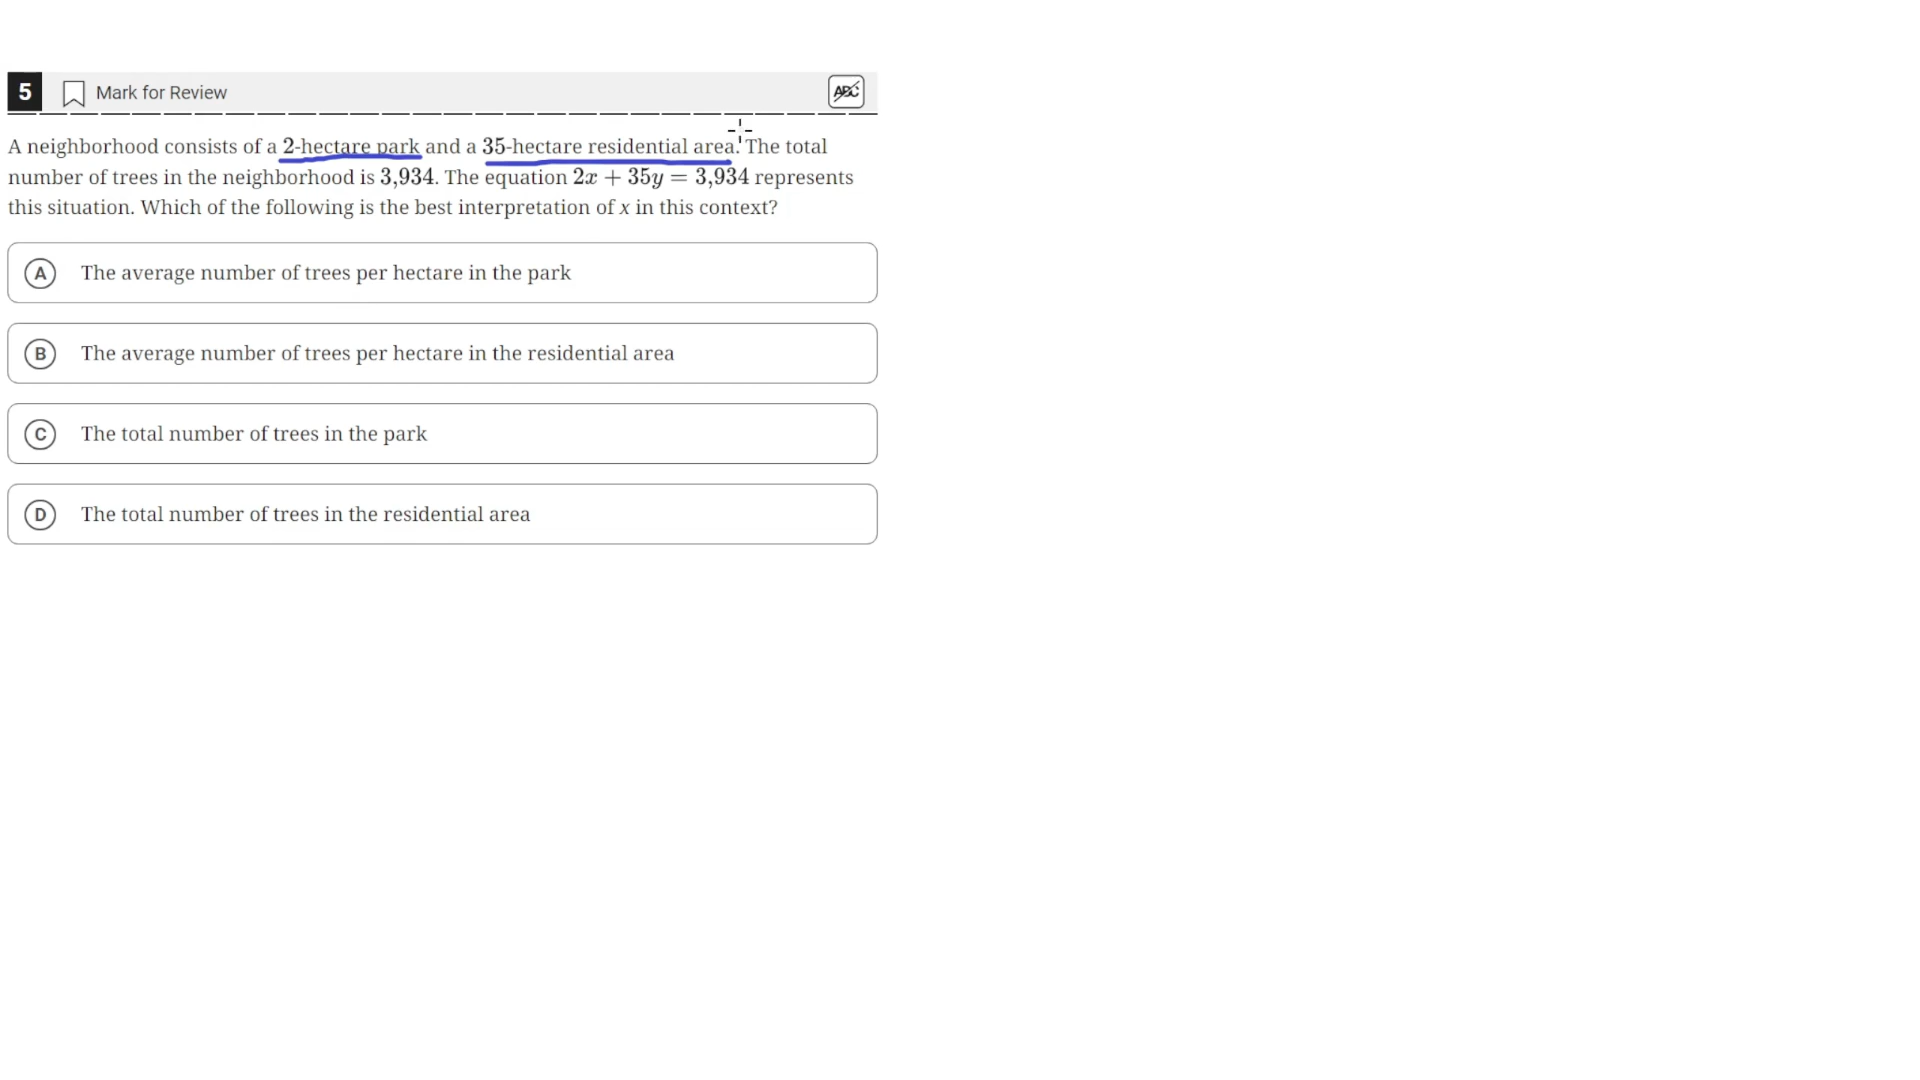 5 Mark for Review ABC
A neighborhood consists of a 2-hectare park and a 35-hectare residential area. The total
number of trees in the neighborhood is 3,934. The equation 2x + 35y = 3,934 represents
this situation. Which of the following is the best interpretation of x in this context?
A The average number of trees per hectare in the park
B The average number of trees per hectare in the residential area
C The total number of trees in the park
D The total number of trees in the residential area